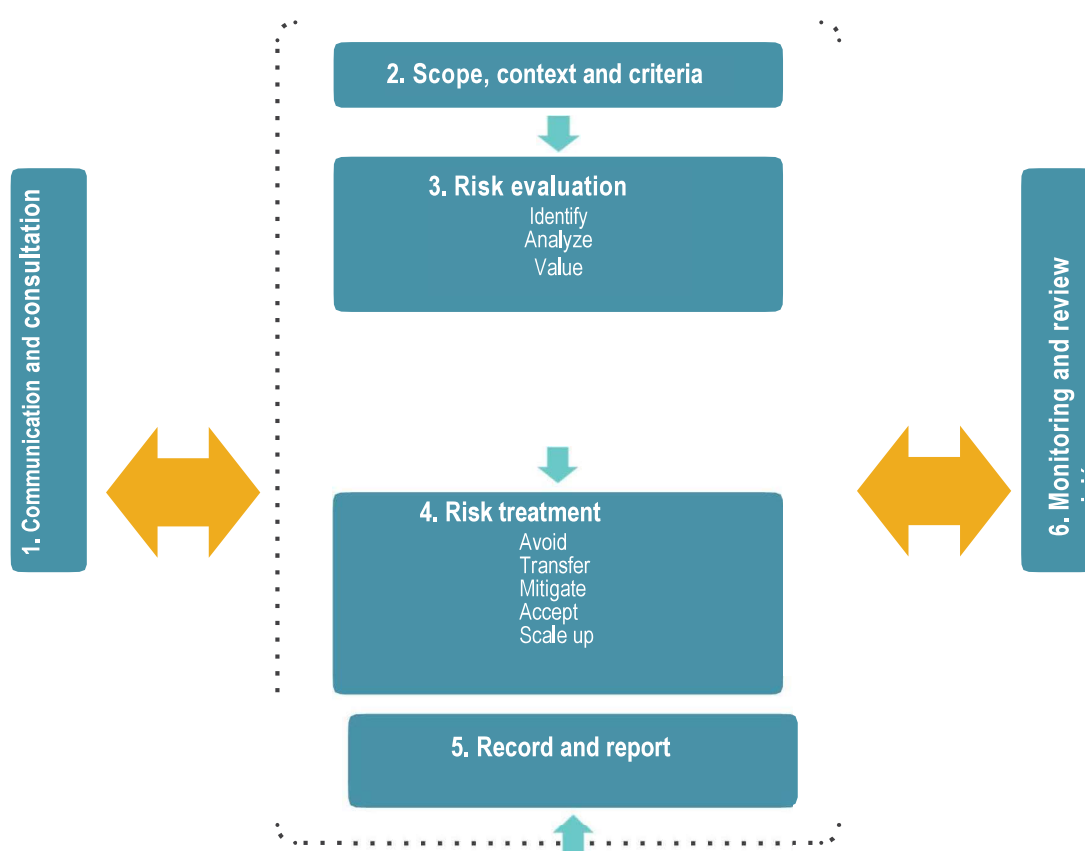 1. Communication and consultation
2. Scope, context and criteria
3. Risk evaluation
Identify
Analyze
Value
4. Risk treatment
Avoid
Transfer
Mitigate
Accept
Scale up
5. Record and report
6. Monitoring and review